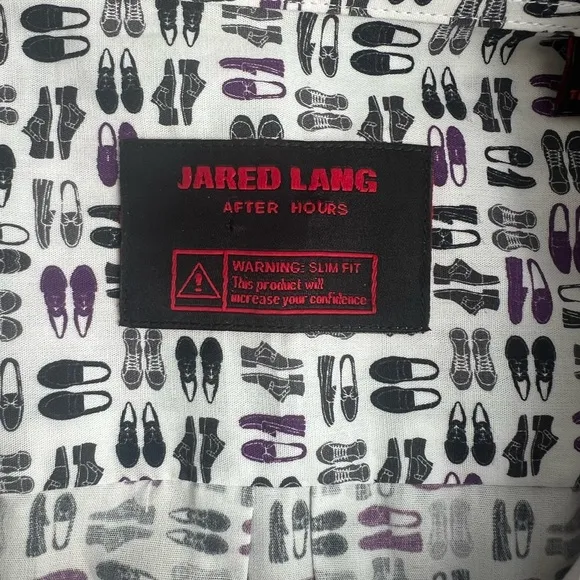 JARED LANG
AFTER HOURS
WARNING: SLIM FIT
This product will
increase your confidence